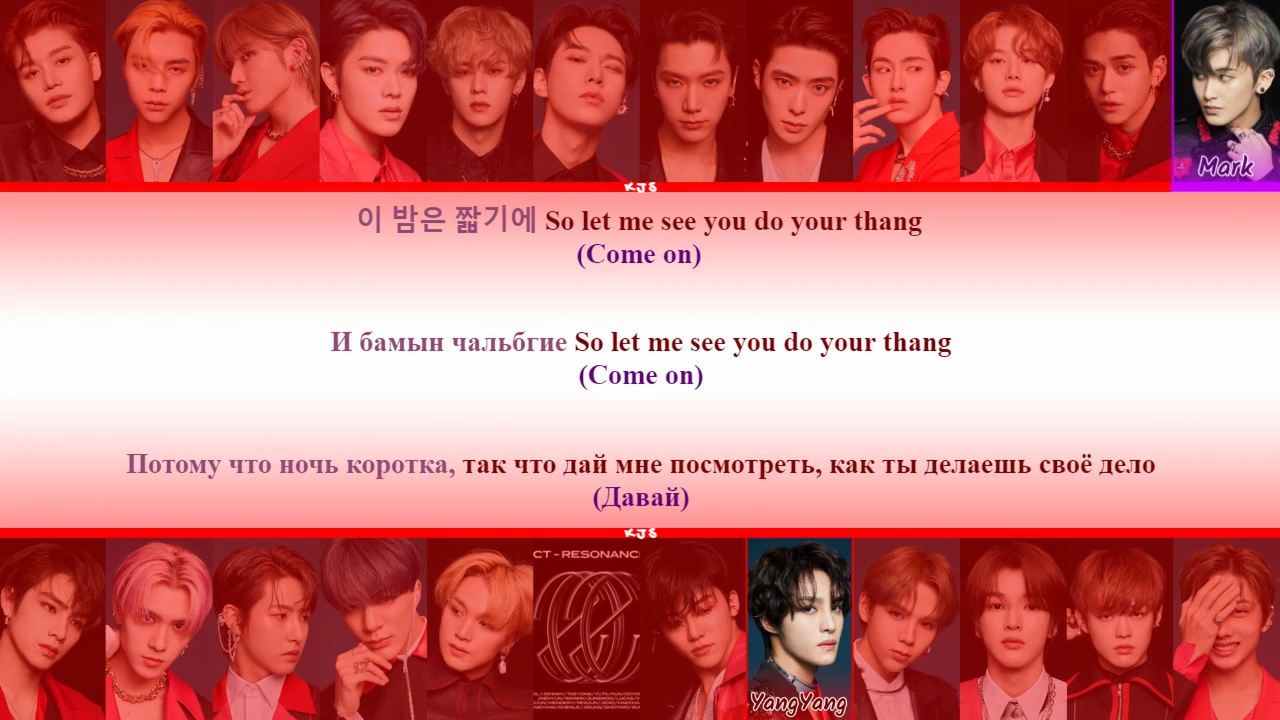 Mark
KJS
이 밤은 짧기에 So let me see you do your thang
(Come on)
И бамын чальбгие So let me see you do your thang
(Come on)
Потому что ночь коротка, так что дай мне посмотреть, как ты делаешь своё дело
(Давай)
KJS
CT - RESONANC
YangYang